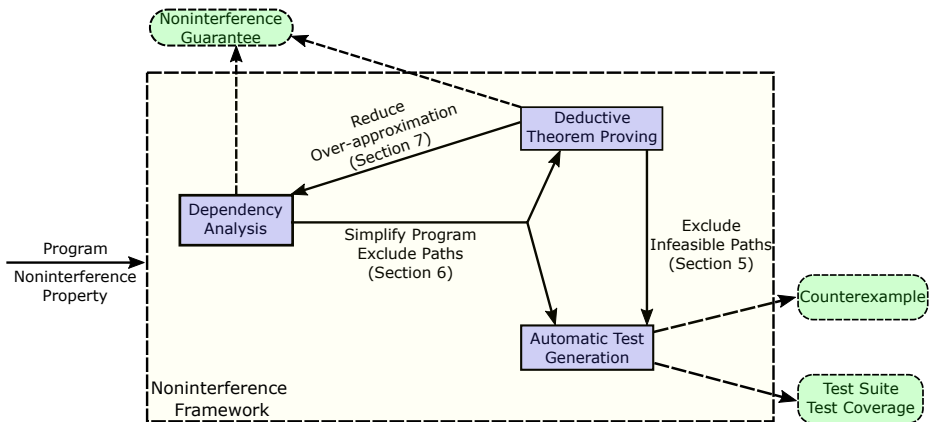 Noninterference
Guarantee
Reduce
Over-approximation
(Section 7)
Deductive
Theorem Proving
Dependency
Analysis
Simplify Program
Exclude Paths
(Section 6)
Exclude
Infeasible Paths
(Section 5)
Program
Noninterference
Property
Counterexample
Automatic Test
Generation
Noninterference
Framework
Test Suite
Test Coverage